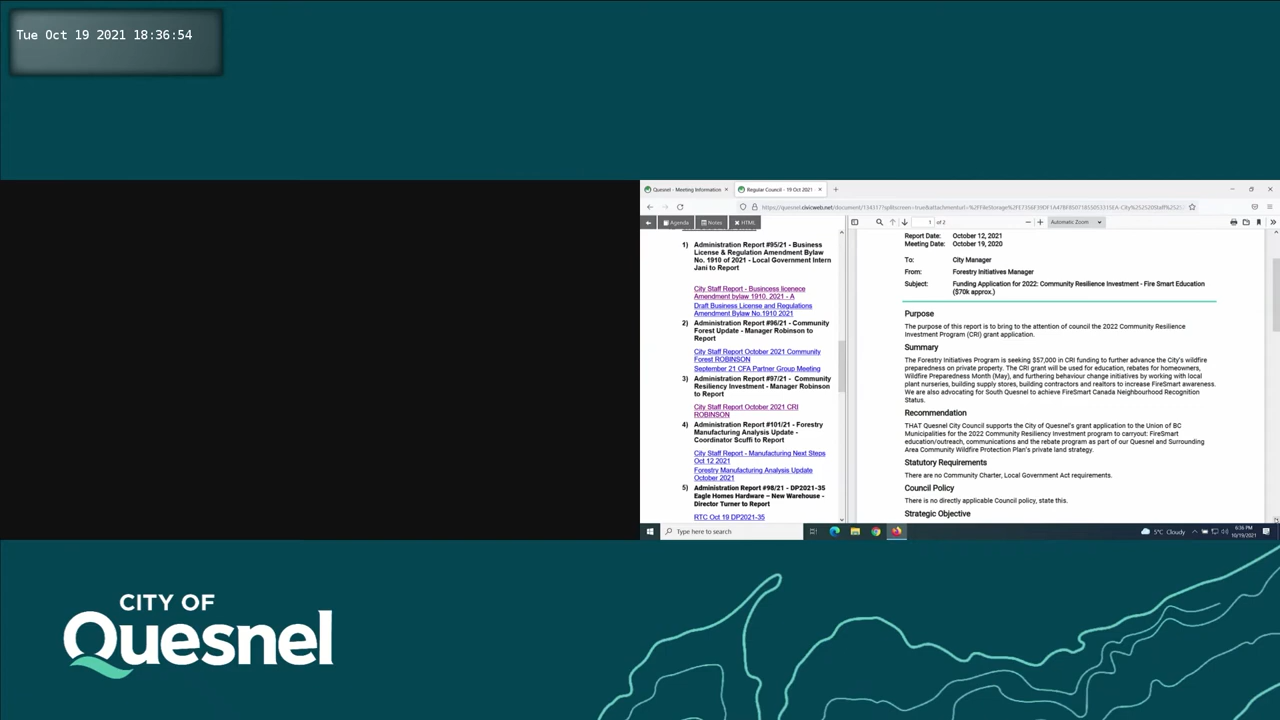 Tue Oct 19 2021 18:36:54
Quesnel - Meeting Information
Regular Council - 19 Oct 2021
Agenda
Notes
HTML
1 of 2
Automatic Zoom
1) Administration Report #95/21 - Business
License & Regulation Amendment Bylaw
No. 1910 of 2021 - Local Government Intern
Jani to Report
City Staff Report - Busincess licenece
Amendment bylaw 1910, 2021 - A
Draft Business License and Regulations
Amendment Bylaw No.1910 2021
2) Administration Report #96/21 - Community
Forest Update - Manager Robinson to
Report
City Staff Report October 2021 Community
Forest ROBINSON
September 21 CFA Partner Group Meeting
3) Administration Report #97/21 - Community
Resiliency Investment - Manager Robinson
to Report
City Staff Report October 2021 CRI
ROBINSON
4) Administration Report #101/21 - Forestry
Manufacturing Analysis Update -
Coordinator Scuffi to Report
City Staff Report - Manufacturing Next Steps
Oct 12 2021
Forestry Manufacturing Analysis Update
October 2021
5) Administration Report #98/21 - DP2021-35
Eagle Homes Hardware – New Warehouse -
Director Turner to Report
RTC Oct 19 DP2021-35
Report Date: October 12, 2021
Meeting Date: October 19, 2020
To: City Manager
From: Forestry Initiatives Manager
Subject: Funding Application for 2022: Community Resilience Investment - Fire Smart Education
($70k approx.)
Purpose
The purpose of this report is to bring to the attention of council the 2022 Community Resilience
Investment Program (CRI) grant application.
Summary
The Forestry Initiatives Program is seeking $57,000 in CRI funding to further advance the City's wildfire
preparedness on private property. The CRI grant will be used for education, rebates for homeowners,
Wildfire Preparedness Month (May), and furthering behaviour change initiatives by working with local
plant nurseries, building supply stores, building contractors and realtors to increase FireSmart awareness.
We are also advocating for South Quesnel to achieve FireSmart Canada Neighbourhood Recognition
Status.
Recommendation
THAT Quesnel City Council supports the City of Quesnel's grant application to the Union of BC
Municipalities for the 2022 Community Resiliency Investment program to carryout: FireSmart
education/outreach, communications and the rebate program as part of our Quesnel and Surrounding
Area Community Wildfire Protection Plan's private land strategy.
Statutory Requirements
There are no Community Charter, Local Government Act requirements.
Council Policy
There is no directly applicable Council policy, state this.
Strategic Objective
Type here to search
5°C Cloudy
6:36 PM
10/19/2021
CITY OF
Quesnel